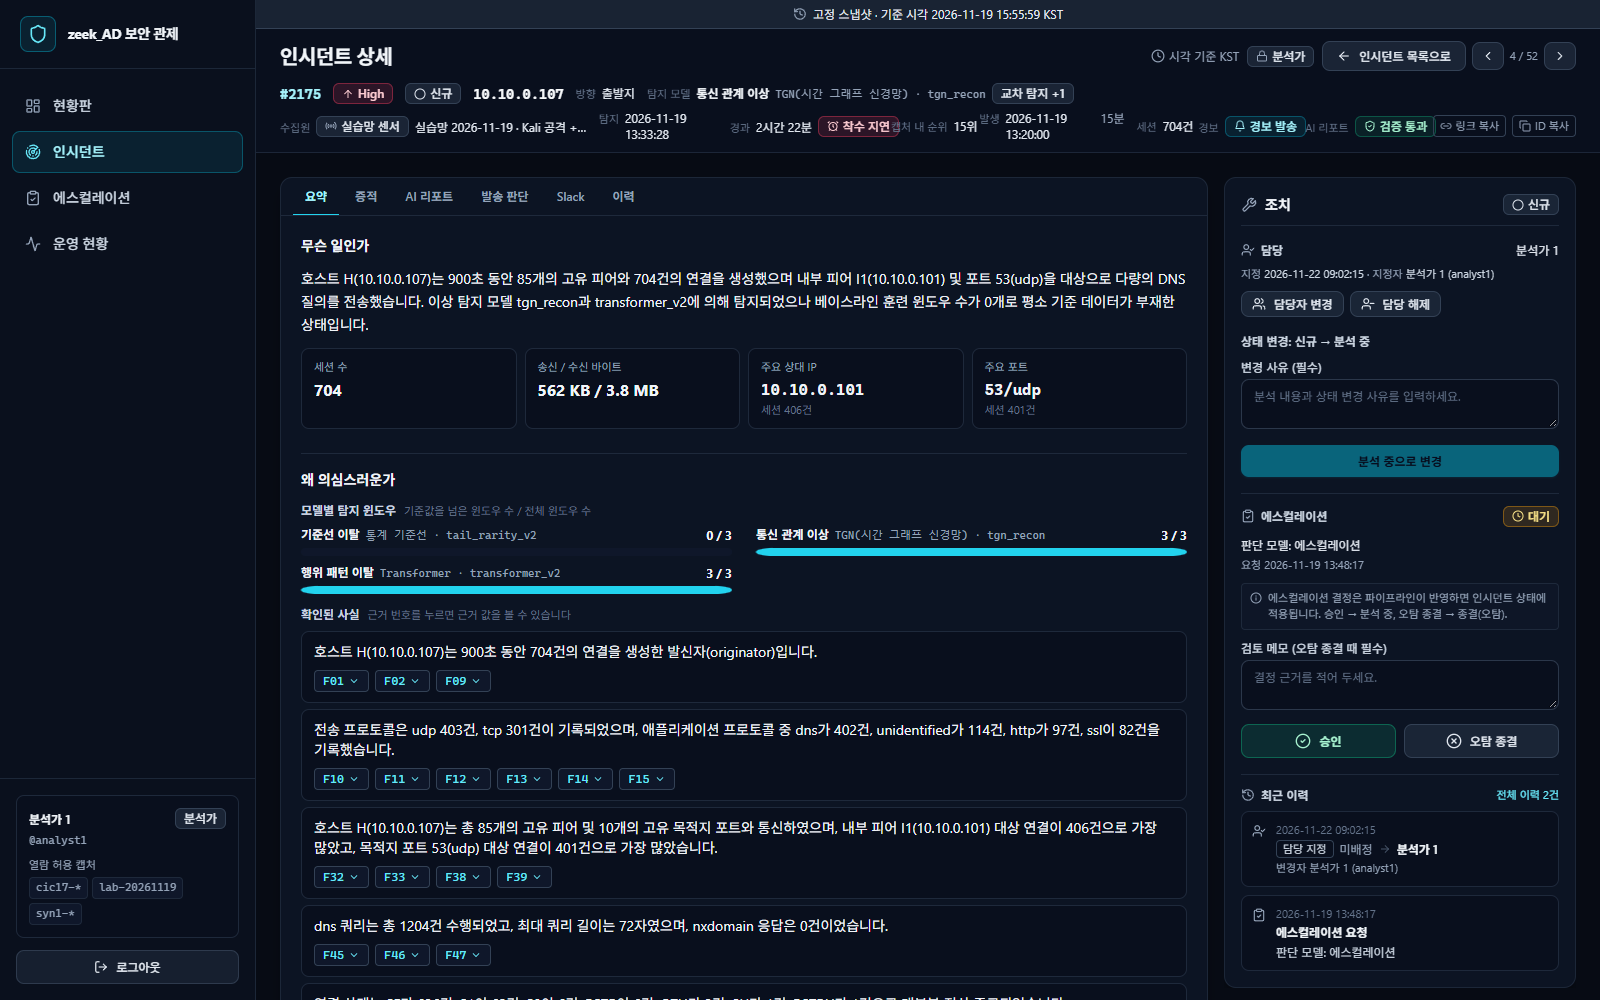 고정 스냅샷 · 기준 시각 2026-11-19 15:55:59 KST
zeek_AD 보안 관제
현황판
인시던트
에스컬레이션
운영 현황
분석가 1
분석가
@analyst1
열람 허용 캡처
cic17-*
lab-20261119
syn1-*
로그아웃
인시던트 상세
시각 기준 KST
분석가
인시던트 목록으로
4 / 52
#2175
High
신규
10.10.0.107
방향 출발지
탐지 모델 통신 관계 이상 TGN(시간 그래프 신경망) · tgn_recon
교차 탐지 +1
수집원
실습망 센서
실습망 2026-11-19 · Kali 공격 +...
탐지 2026-11-19 13:33:28
경과 2시간 22분
착수 지연
캡처 내 순위 15위
발생 2026-11-19 13:20:00
15분
세션 704건
경보
경보 발송
AI 리포트
검증 통과
링크 복사
ID 복사
요약
증적
AI 리포트
발송 판단
Slack
이력
무슨 일인가
호스트 H(10.10.0.107)는 900초 동안 85개의 고유 피어와 704건의 연결을 생성했으며 내부 피어 I1(10.10.0.101) 및 포트 53(udp)을 대상으로 다량의 DNS
질의를 전송했습니다. 이상 탐지 모델 tgn_recon과 transformer_v2에 의해 탐지되었으나 베이스라인 훈련 윈도우 수가 0개로 평소 기준 데이터가 부재한
상태입니다.
세션 수
704
송신 / 수신 바이트
562 KB / 3.8 MB
주요 상대 IP
10.10.0.101
세션 406건
주요 포트
53/udp
세션 401건
왜 의심스러운가
모델별 탐지 윈도우 기준값을 넘은 윈도우 수 / 전체 윈도우 수
기준선 이탈 통계 기준선 · tail_rarity_v2
0 / 3
통신 관계 이상 TGN(시간 그래프 신경망) · tgn_recon
3 / 3
행위 패턴 이탈 Transformer · transformer_v2
3 / 3
확인된 사실 근거 번호를 누르면 근거 값을 볼 수 있습니다
호스트 H(10.10.0.107)는 900초 동안 704건의 연결을 생성한 발신자(originator)입니다.
F01
F02
F09
전송 프로토콜은 udp 403건, tcp 301건이 기록되었으며, 애플리케이션 프로토콜 중 dns가 402건, unidentified가 114건, http가 97건, ssl이 82건을
기록했습니다.
F10
F11
F12
F13
F14
F15
호스트 H(10.10.0.107)는 총 85개의 고유 피어 및 10개의 고유 목적지 포트와 통신하였으며, 내부 피어 I1(10.10.0.101) 대상 연결이 406건으로 가장
많았고, 목적지 포트 53(udp) 대상 연결이 401건으로 가장 많았습니다.
F32
F33
F38
F39
dns 쿼리는 총 1204건 수행되었고, 최대 쿼리 길이는 72자였으며, nxdomain 응답은 0건이었습니다.
F45
F46
F47
조치
신규
담당
분석가 1
지정 2026-11-22 09:02:15 · 지정자 분석가 1 (analyst1)
담당자 변경
담당 해제
상태 변경: 신규 → 분석 중
변경 사유 (필수)
분석 내용과 상태 변경 사유를 입력하세요.
분석 중으로 변경
에스컬레이션
대기
판단 모델: 에스컬레이션
요청 2026-11-19 13:48:17
에스컬레이션 결정은 파이프라인이 반영하면 인시던트 상태에
적용됩니다. 승인 → 분석 중, 오탐 종결 → 종결(오탐).
검토 메모 (오탐 종결 때 필수)
결정 근거를 적어 두세요.
승인
오탐 종결
최근 이력
전체 이력 2건
2026-11-22 09:02:15
담당 지정 미배정 → 분석가 1
변경자 분석가 1 (analyst1)
2026-11-19 13:48:17
에스컬레이션 요청
판단 모델: 에스컬레이션